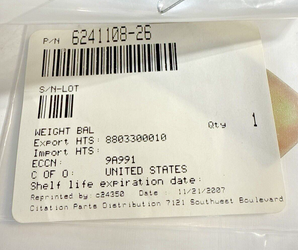 P/N 6241108-26
S/N-LOT
WEIGHT BAL Qty 1
Export HTS: 8803300010
Import HTS:
ECCN: 9A991
C OF O: UNITED STATES
Shelf life expiration date:
Reprinted by c24350 Date : 11/21/2007
Citation Parts Distribution 7121 Southwest Boulevard